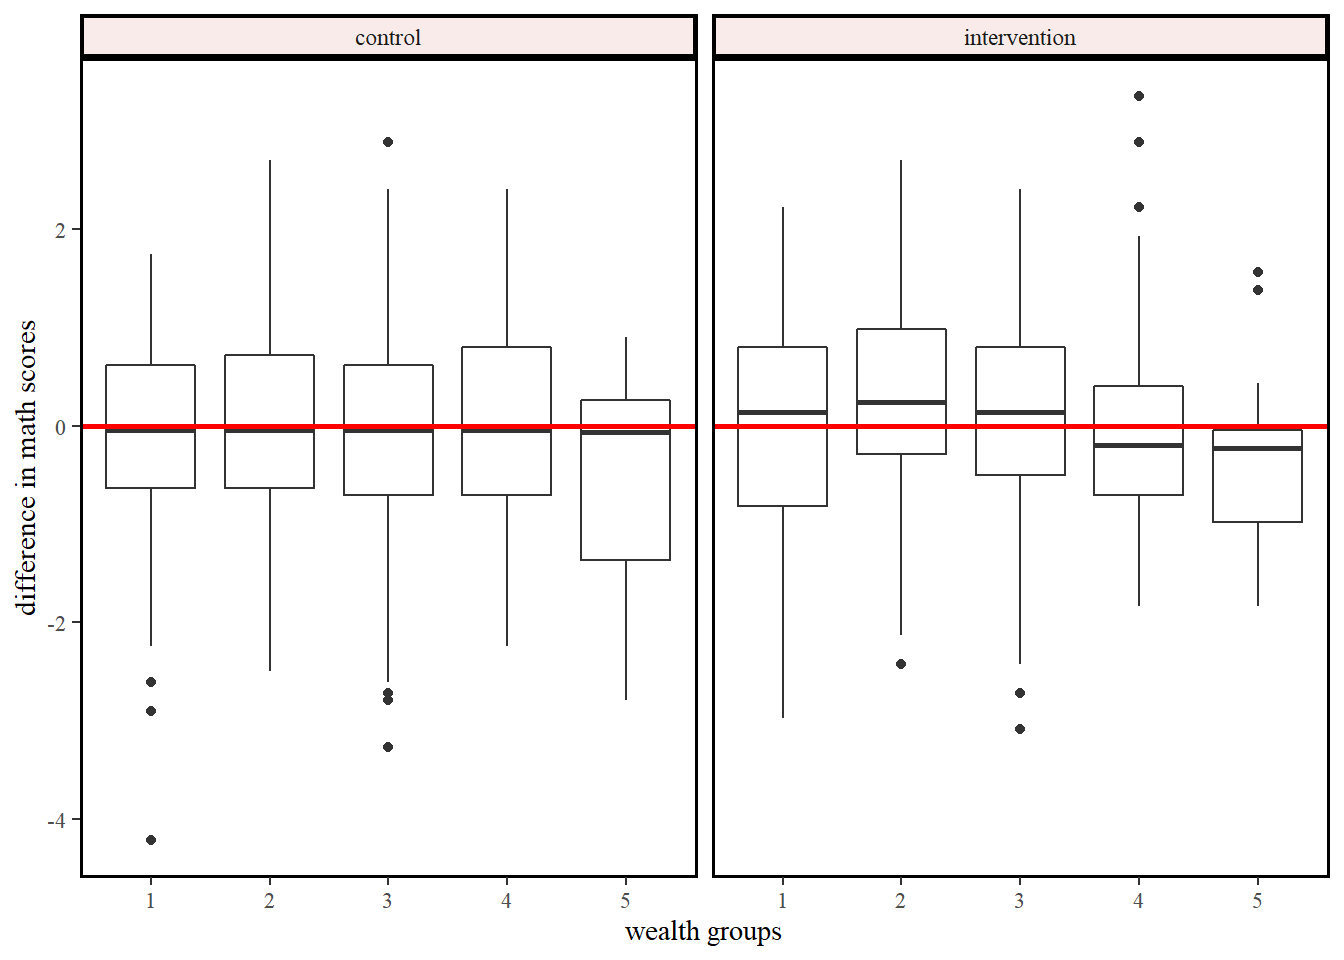 control
intervention
difference in math scores
2
0
-2
-4
1 2 3 4 5
1 2 3 4 5
wealth groups